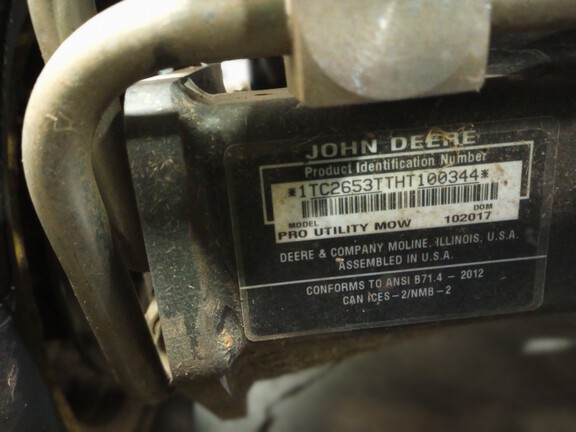 JOHN DEERE
Product Identification Number
*1TC2653TTHT100344*
MODEL DOM
PRO UTILITY MOW 102017
DEERE & COMPANY MOLINE, ILLINOIS, U.S.A.
ASSEMBLED IN U.S.A.
CONFORMS TO ANSI B71.4 - 2012
CAN ICES-2/NMB-2